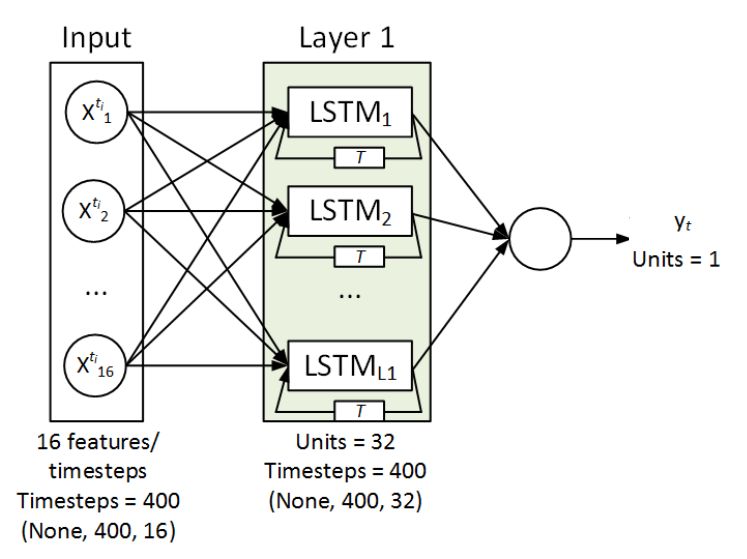 Input
Layer 1
X^{t_i}_1
LSTM_1
T
X^{t_i}_2
LSTM_2
T
y_t
Units = 1
...
...
X^{t_i}_{16}
LSTM_{L1}
T
16 features/
timesteps
Timesteps = 400
(None, 400, 16)
Units = 32
Timesteps = 400
(None, 400, 32)